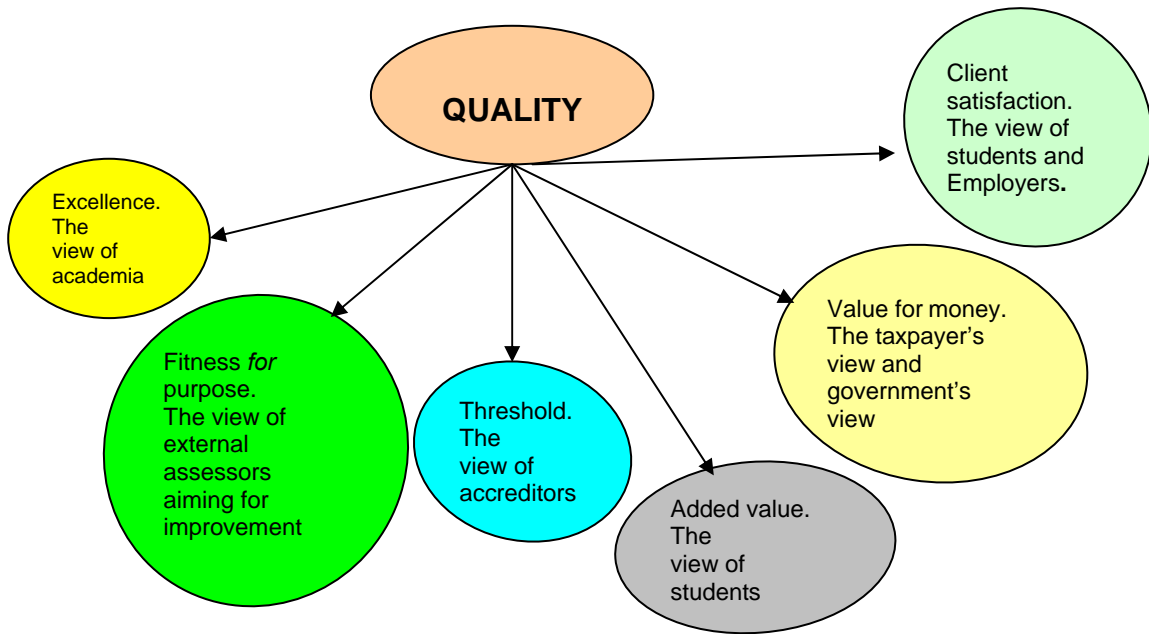 QUALITY
Client
satisfaction.
The view of
students and
Employers.
Excellence.
The
view of
academia
Value for money.
The taxpayer's
view and
government's
view
Fitness for
purpose.
The view of
external
assessors
aiming for
improvement
Threshold.
The
view of
accreditors
Added value.
The
view of
students